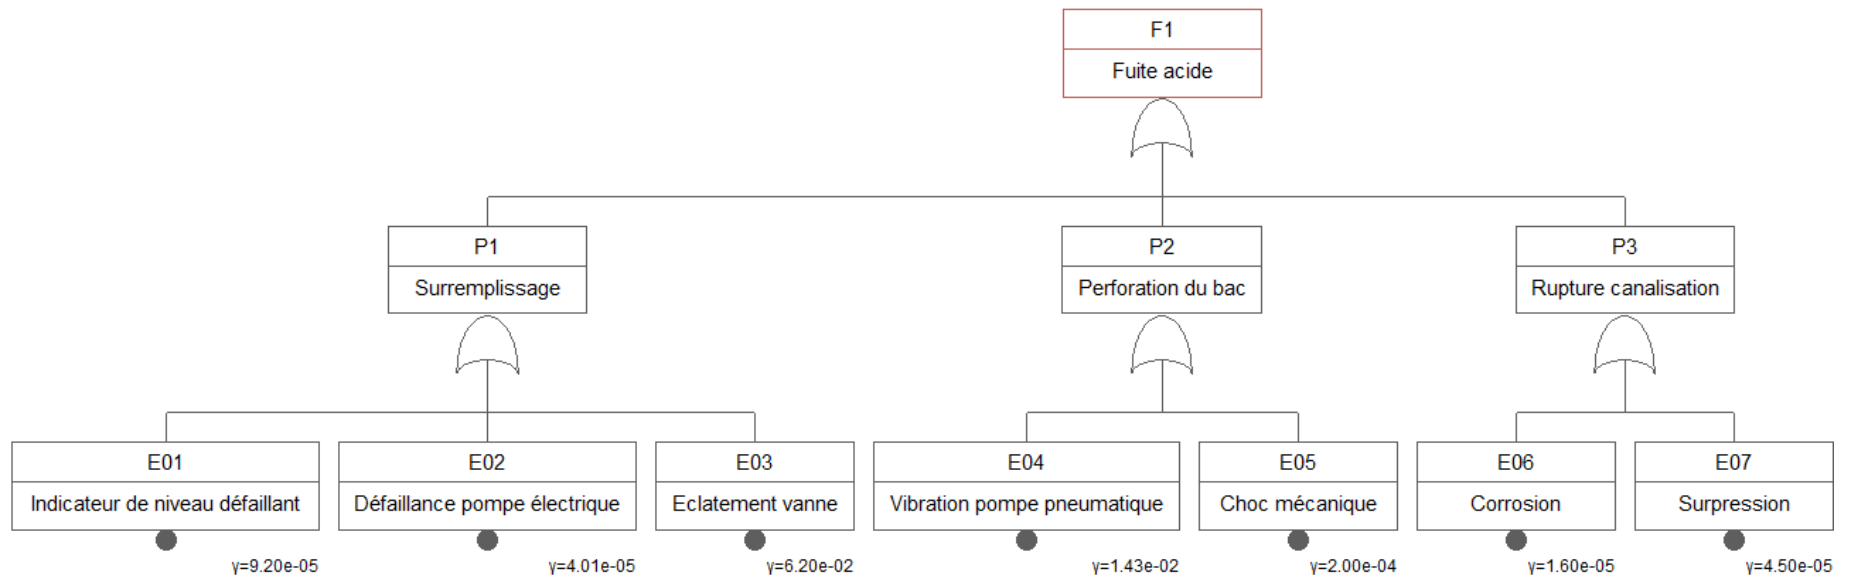 F1
Fuite acide
P1
Surremplissage
P2
Perforation du bac
P3
Rupture canalisation
E01
Indicateur de niveau défaillant
γ=9.20e-05
E02
Défaillance pompe électrique
γ=4.01e-05
E03
Eclatement vanne
γ=6.20e-02
E04
Vibration pompe pneumatique
γ=1.43e-02
E05
Choc mécanique
γ=2.00e-04
E06
Corrosion
γ=1.60e-05
E07
Surpression
γ=4.50e-05